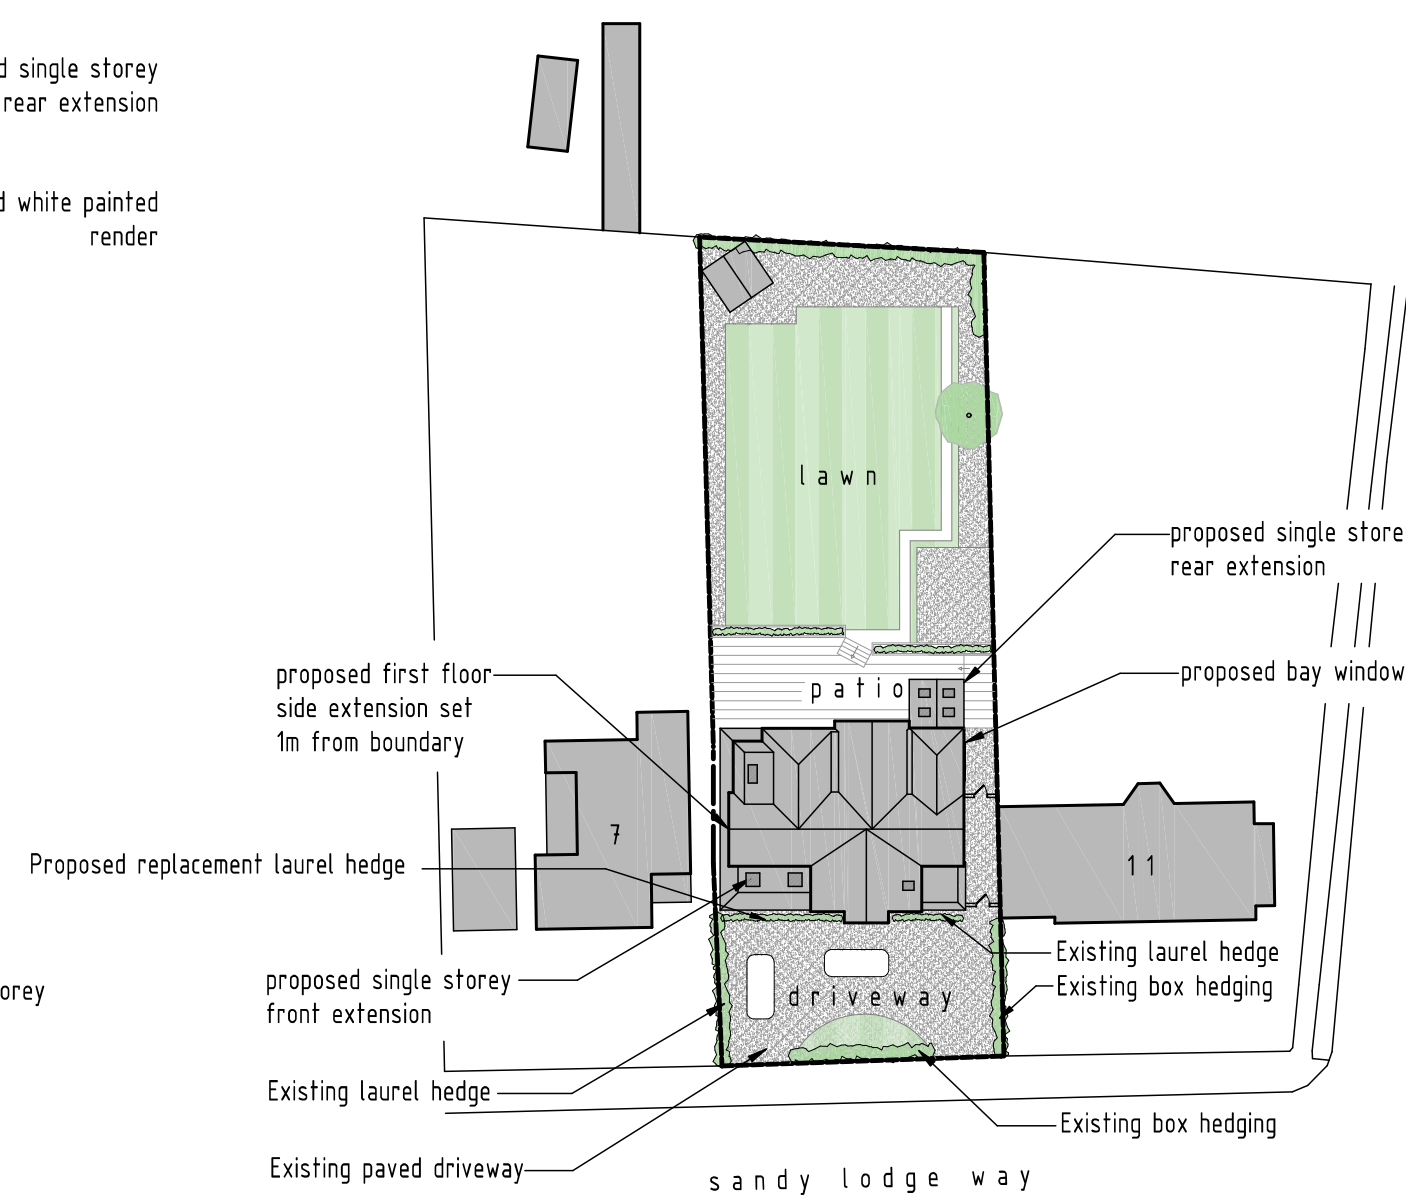 single storey
rear extension
white painted
render
lawn
proposed single
rear extension
proposed first floor
side extension set
1m from boundary
patio
proposed bay window
7
11
Proposed replacement laurel hedge
proposed single storey
front extension
driveway
Existing laurel hedge
Existing box hedging
Existing laurel hedge
Existing box hedging
Existing paved driveway
sandy lodge way